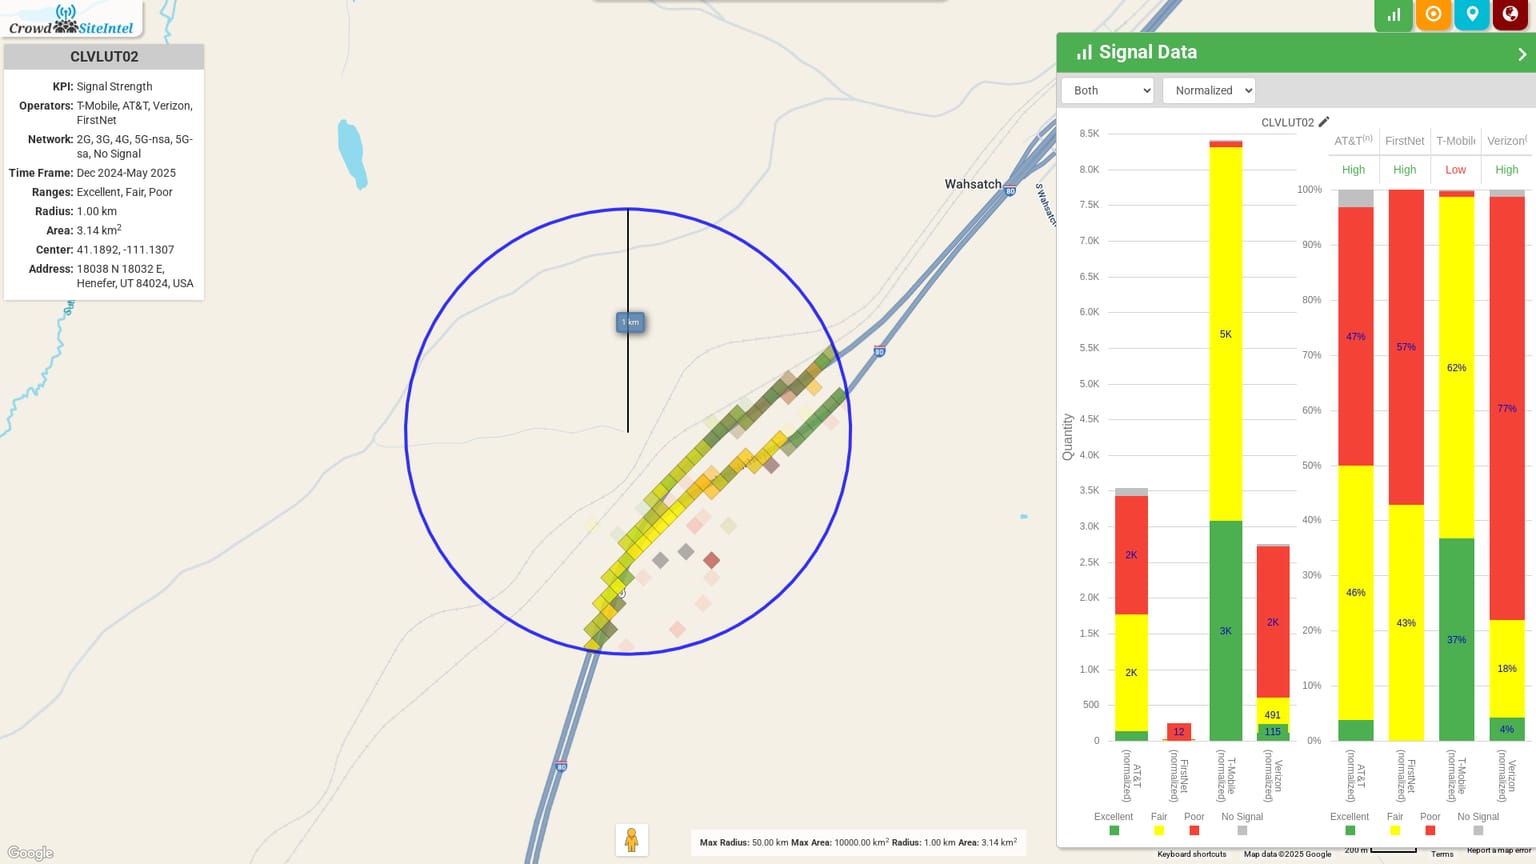 Crowd SiteIntel
CLVLUT02
KPI: Signal Strength
Operators: T-Mobile, AT&T, Verizon,
FirstNet
Network: 2G, 3G, 4G, 5G-nsa, 5G-
sa, No Signal
Time Frame: Dec 2024-May 2025
Ranges: Excellent, Fair, Poor
Radius: 1.00 km
Area: 3.14 km²
Center: 41.1892, -111.1307
Address: 18038 N 18032 E,
Henefer, UT 84024, USA
Wahsatch
80
S Wahsatch
80
1 km
80
Google
Max Radius: 50.00 km Max Area: 10000.00 km² Radius: 1.00 km Area: 3.14 km²
Signal Data
Both
Normalized
CLVLUT02
8.5K
8.0K
7.5K
7.0K
6.5K
6.0K
5.5K
5.0K
4.5K
4.0K
3.5K
3.0K
2.5K
2.0K
1.5K
1.0K
500
0
Quantity
2K
2K
12
5K
3K
2K
491
115
AT&T (normalized)
FirstNet (normalized)
T-Mobile (normalized)
Verizon (normalized)
Excellent Fair Poor No Signal
AT&T(n) FirstNet T-Mobile Verizon(
High High Low High
100%
90%
80%
70%
60%
50%
40%
30%
20%
10%
0%
47%
46%
57%
43%
62%
37%
77%
18%
4%
AT&T (normalized)
FirstNet (normalized)
T-Mobile (normalized)
Verizon (normalized)
Excellent Fair Poor No Signal
Keyboard shortcuts Map data ©2025 Google 200 m Terms Report a map error